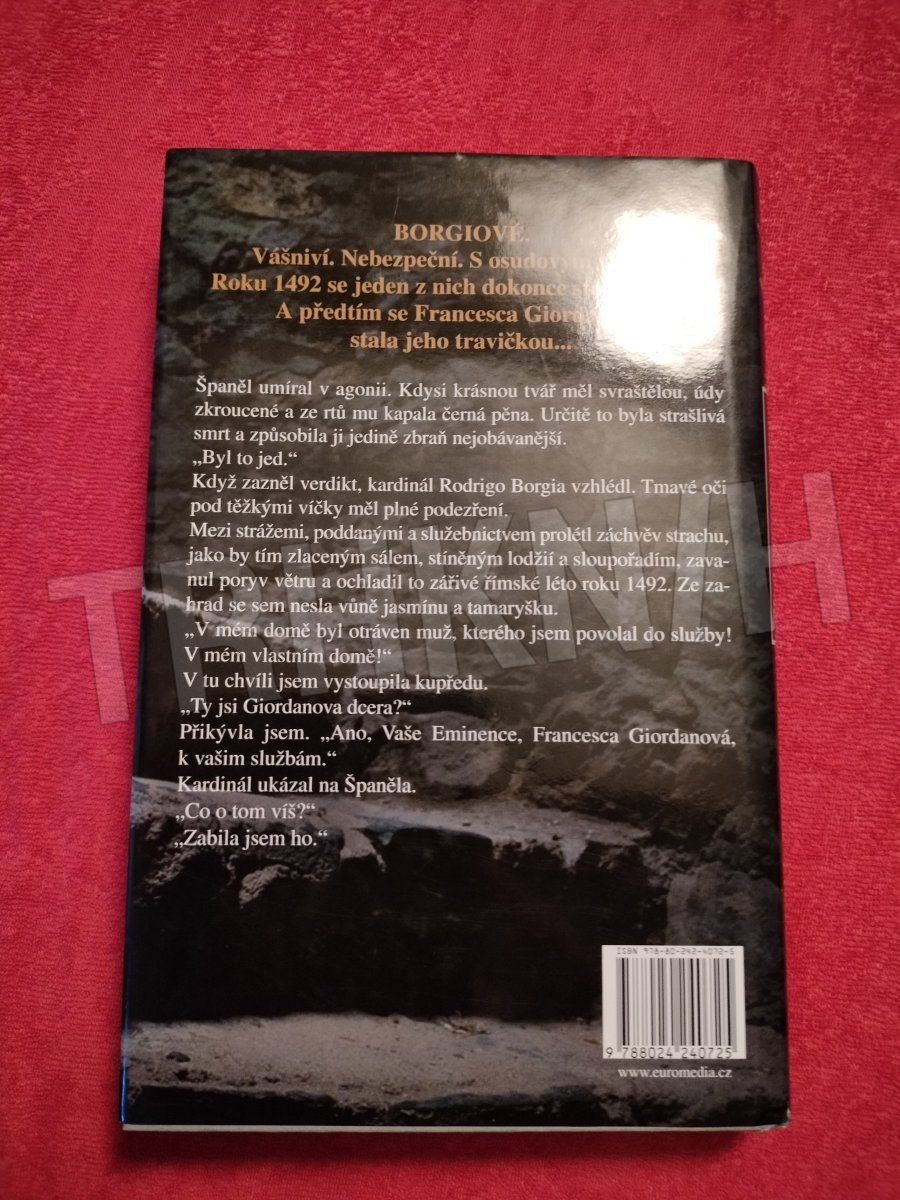 BORGIOVÉ.
Vášniví. Nebezpeční. S osudovým
Roku 1492 se jeden z nich dokonce
A předtím se Francesca
stala jeho travičkou...
Španěl umíral v agonii. Kdysi krásnou tvář měl svraštělou, údy
zkroucené a ze rtů mu kapala černá pěna. Určitě to byla strašlivá
smrt a způsobila ji jedině zbraň nejobávanější.
„Byl to jed.“
Když zazněl verdikt, kardinál Rodrigo Borgia vzhlédl. Tmavé oči
pod těžkými víčky měl plné podezření.
Mezi strážemi, poddanými a služebnictvem prolétl záchvěv strachu,
jako by tím zlaceným sálem, stíněným lodžií a sloupořadím, zava-
nul poryv větru a ochladil to zářivé římské léto roku 1492. Ze za-
hrad se sem nesla vůně jasmínu a tamaryšku.
„V mém domě byl otráven muž, kterého jsem povolal do služby!
V mém vlastním domě!“
V tu chvíli jsem vystoupila kupředu.
„Ty jsi Giordanova dcera?“
Přikývla jsem. „Ano, Vaše Eminence, Francesca Giordanová,
k vašim službám.“
Kardinál ukázal na Španěla.
„Co o tom víš?“
„Zabila jsem ho.“
ISBN 978-80-242-4072-5
9 788024 240725
www.euromedia.cz